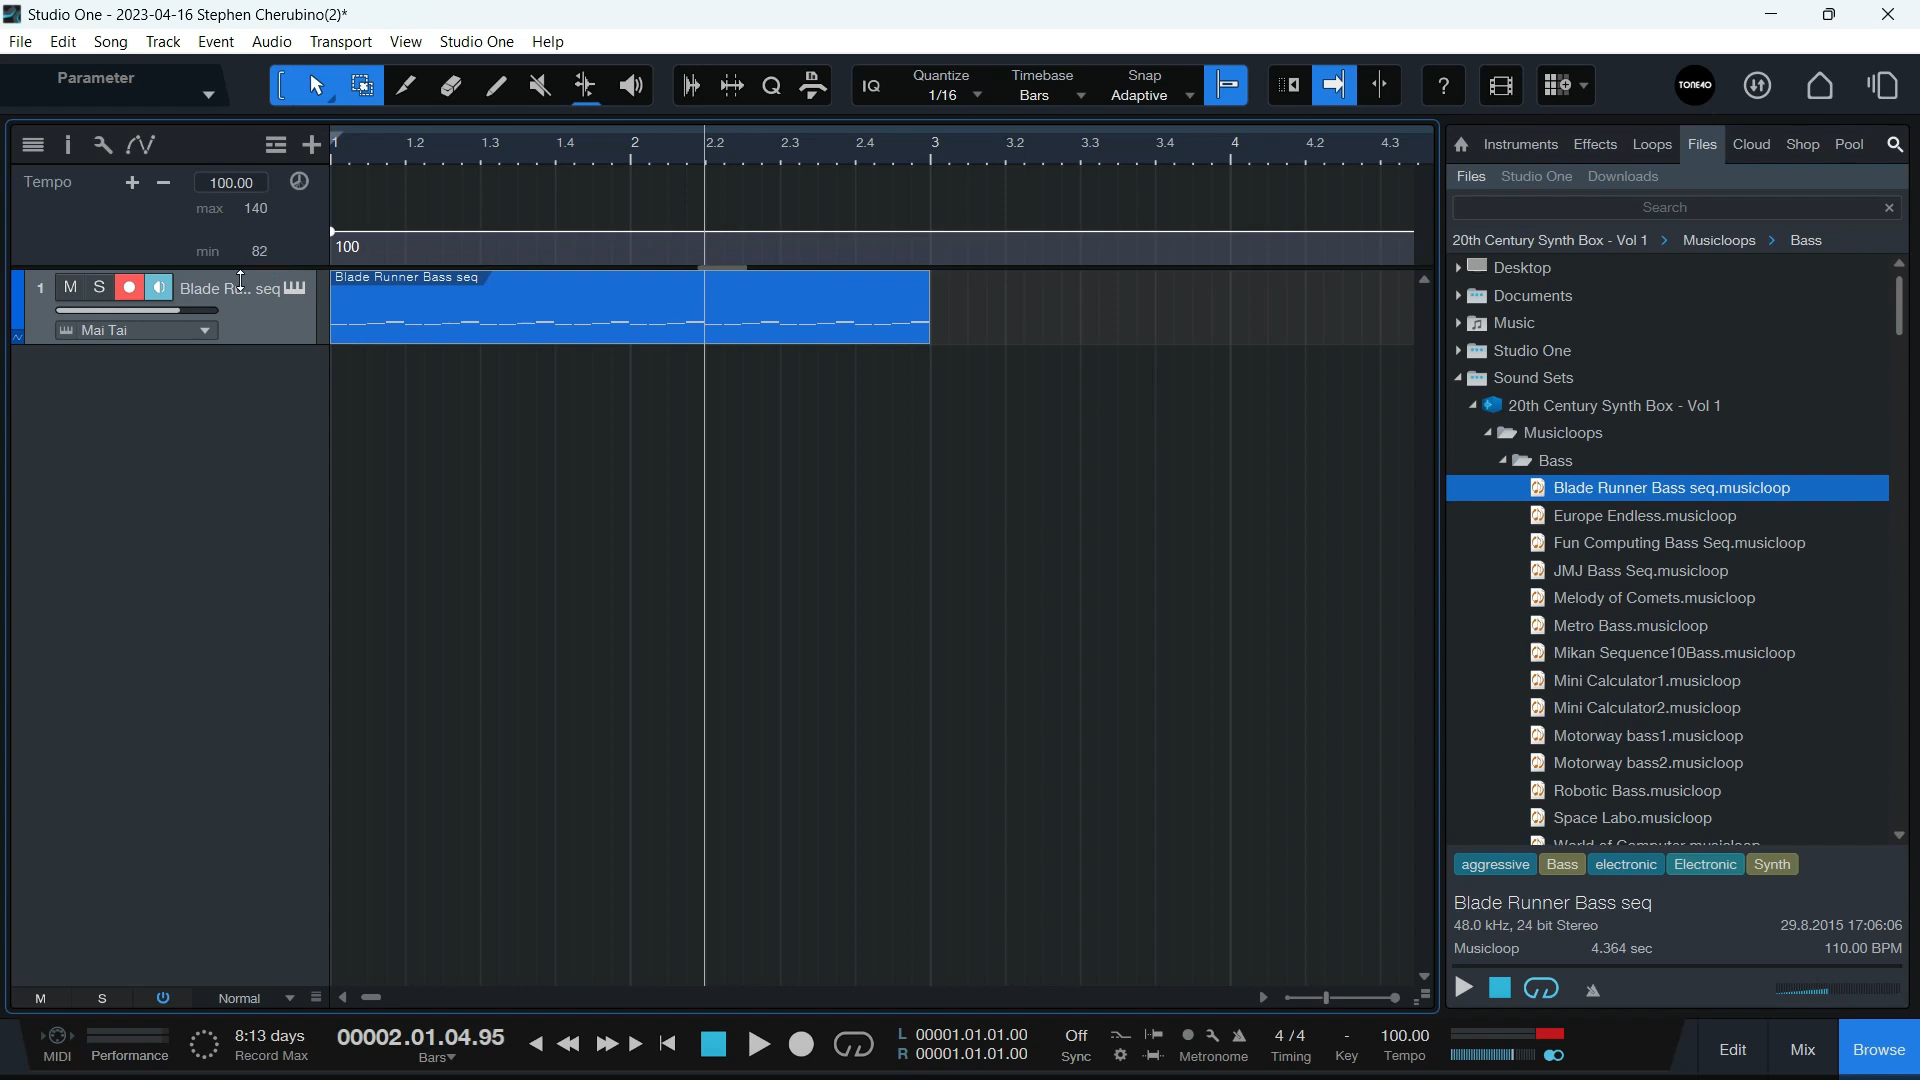 Studio One - 2023-04-16 Stephen Cherubino(2)*
File Edit Song Track Event Audio Transport View Studio One Help
Parameter
IQ
Quantize
1/16
Timebase
Bars
Snap
Adaptive
?
TONE40
Tempo
100.00
max 140
min 82
1 1.2 1.3 1.4 2 2.2 2.3 2.4 3 3.2 3.3 3.4 4 4.2 4.3
100
1 M S Blade Ru.. seq
Mai Tai
Blade Runner Bass seq
Instruments Effects Loops Files Cloud Shop Pool
Files Studio One Downloads
Search
20th Century Synth Box - Vol 1 > Musicloops > Bass
Desktop
Documents
Music
Studio One
Sound Sets
20th Century Synth Box - Vol 1
Musicloops
Bass
Blade Runner Bass seq.musicloop
Europe Endless.musicloop
Fun Computing Bass Seq.musicloop
JMJ Bass Seq.musicloop
Melody of Comets.musicloop
Metro Bass.musicloop
Mikan Sequence10Bass.musicloop
Mini Calculator1.musicloop
Mini Calculator2.musicloop
Motorway bass1.musicloop
Motorway bass2.musicloop
Robotic Bass.musicloop
Space Labo.musicloop
aggressive Bass electronic Electronic Synth
Blade Runner Bass seq
48.0 kHz, 24 bit Stereo 29.8.2015 17:06:06
Musicloop 4.364 sec 110.00 BPM
M S Normal
MIDI
Performance
8:13 days
Record Max
00002.01.04.95
Bars
L 00001.01.01.00
R 00001.01.01.00
Off
Sync
Metronome
4 / 4
Timing
-
Key
100.00
Tempo
Edit Mix Browse